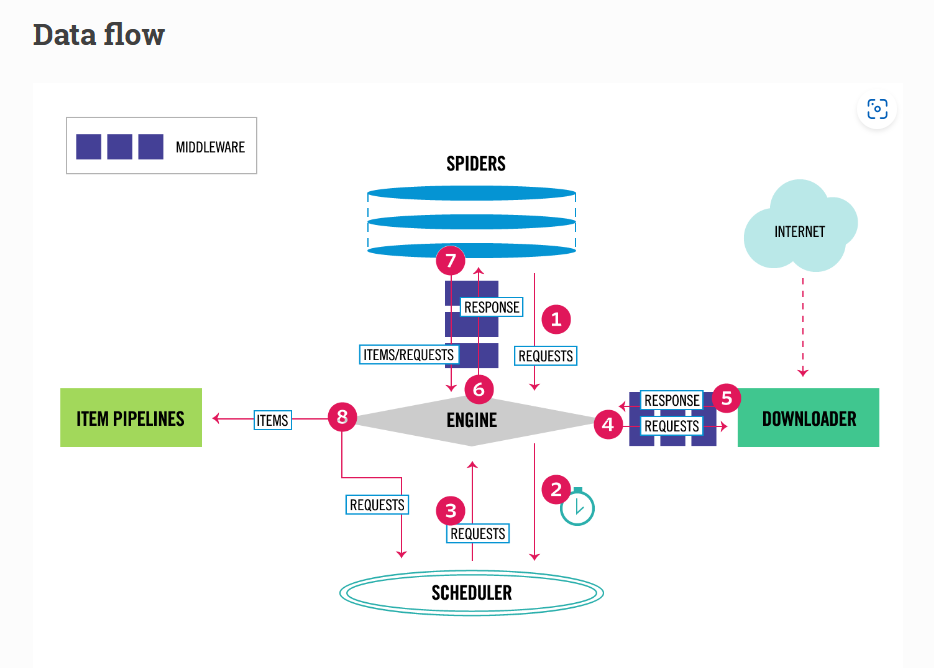 Data flow
MIDDLEWARE
SPIDERS
INTERNET
7
RESPONSE
1
ITEMS/REQUESTS
REQUESTS
6
5
RESPONSE
8
ITEM PIPELINES
ITEMS
ENGINE
4
REQUESTS
DOWNLOADER
2
REQUESTS
3
REQUESTS
SCHEDULER